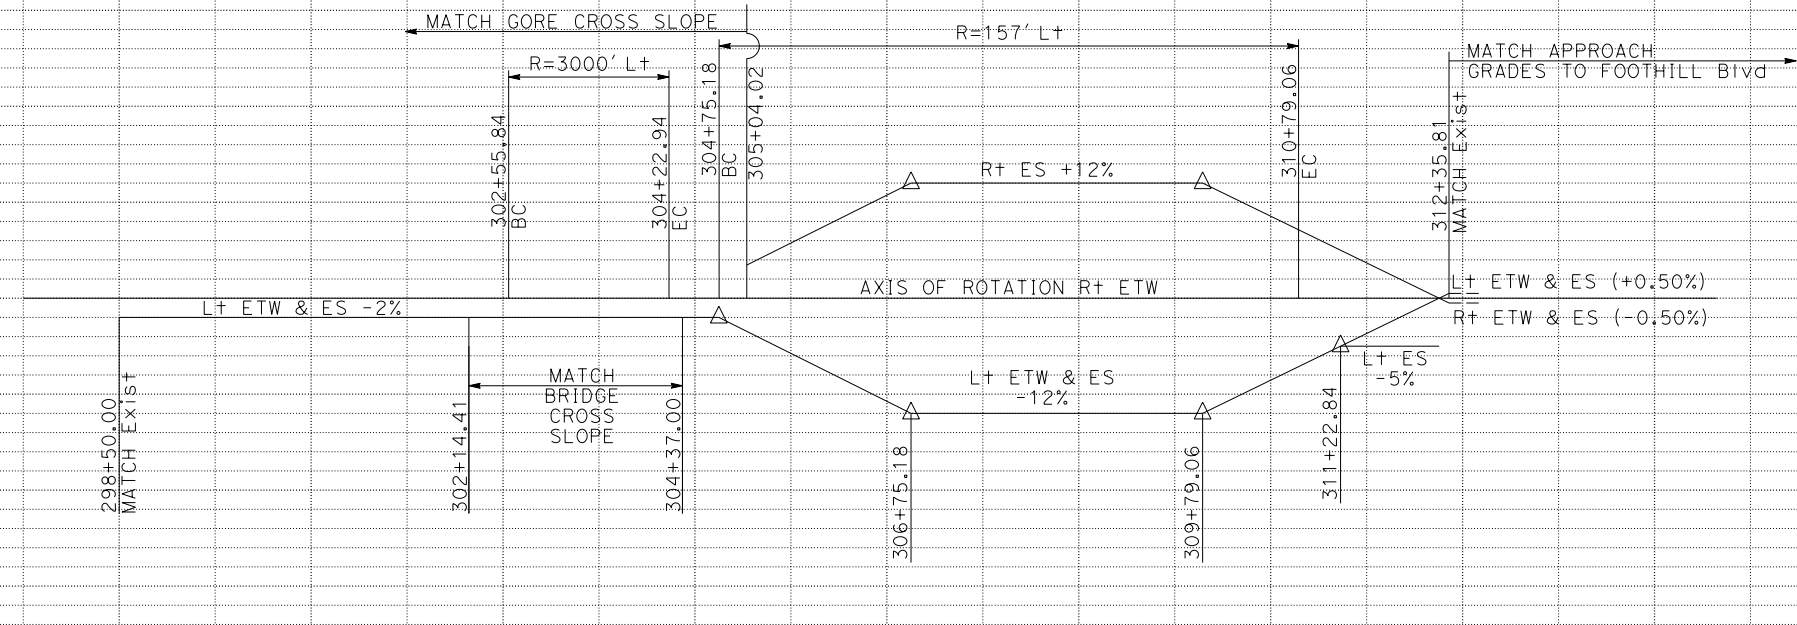 MATCH GORE CROSS SLOPE
R=157' Lt
R=3000' Lt
MATCH APPROACH
GRADES TO FOOTHILL Blvd
302+55.84
BC
304+22.94
EC
304+75.18
BC
305+04.02
310+79.06
EC
312+35.81
MATCH Exist
Rt ES +12%
AXIS OF ROTATION Rt ETW
Lt ETW & ES (+0.50%)
Rt ETW & ES (-0.50%)
Lt ETW & ES -2%
Lt ES
-5%
Lt ETW & ES
-12%
MATCH
BRIDGE
CROSS
SLOPE
298+50.00
MATCH Exist
302+14.41
304+37.00
306+75.18
309+79.06
311+22.84